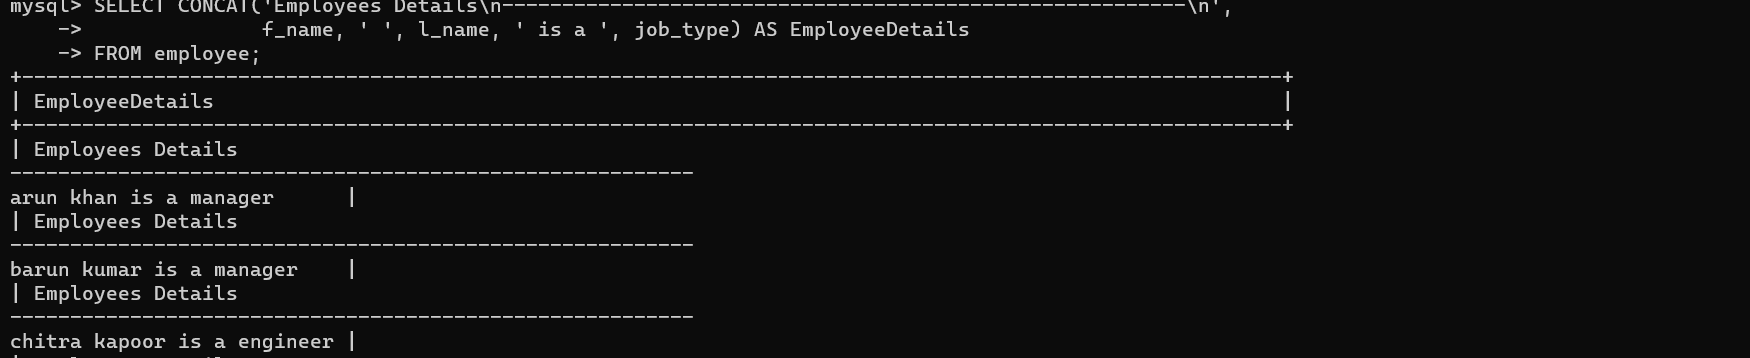 mysql> SELECT CONCAT('Employees Details\n---------------------------------------------------------\n',
    ->               f_name, ' ', l_name, ' is a ', job_type) AS EmployeeDetails
    -> FROM employee;
+---------------------------------------------------------------------------------------------------------+
| EmployeeDetails                                                                                         |
+---------------------------------------------------------------------------------------------------------+
| Employees Details
---------------------------------------------------------
arun khan is a manager      |
| Employees Details
---------------------------------------------------------
barun kumar is a manager    |
| Employees Details
---------------------------------------------------------
chitra kapoor is a engineer |